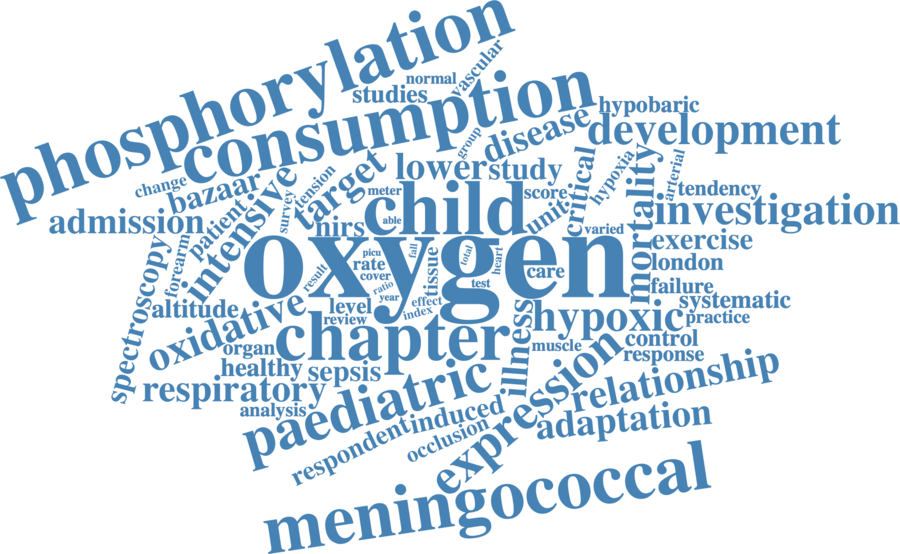 phosphorylation
consumption
normal
vascular
studies
group
disease
hypobaric
development
change
bazaar
tension
survey
target
lower
study
meter
score
critical
hypoxia
arterial
mortality
tendency
admission
patient
intensive
nirs
child
able
unit
varied
investigation
spectroscopy
forearm
oxygen
exercise
london
result
picu
rate
cover
ratio
year
fall
tissue
total
heart
test
care
failure
systematic
altitude
oxidative
level
review
effect
index
chapter
illness
hypoxic
practice
muscle
control
response
organ
healthy
sepsis
respiratory
analysis
paediatric
respondent
induced
occlusion
expression
relationship
adaptation
meningococcal